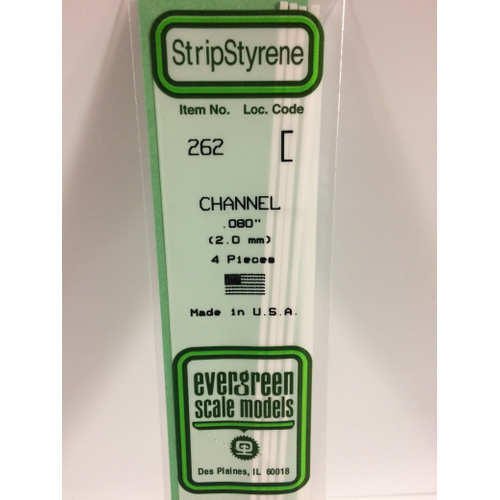 StripStyrene
Item No. Loc. Code
262
CHANNEL
.080"
(2.0 mm)
4 Pieces
Made in U.S.A.
evergreen
scale models
Des Plaines, IL 60018